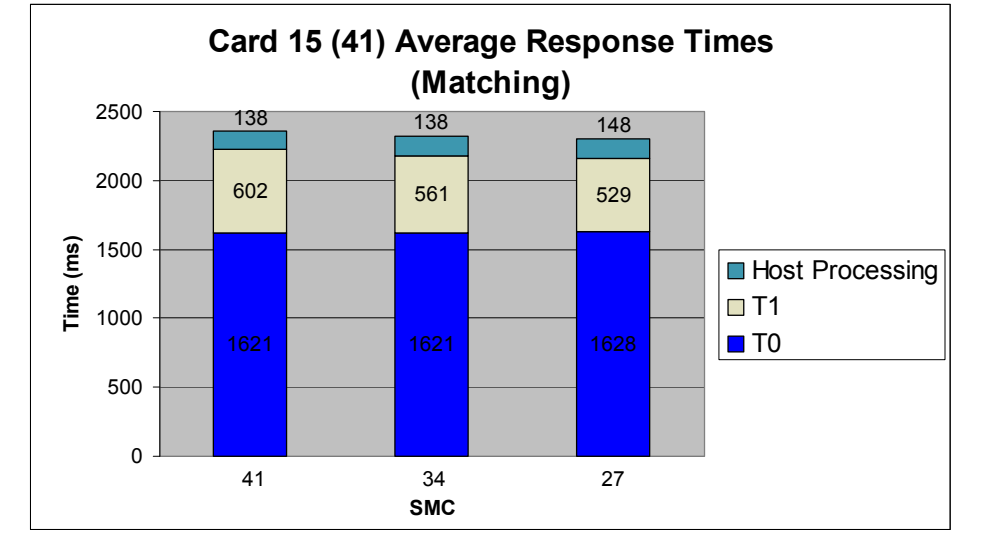 Card 15 (41) Average Response Times
(Matching)
2500
2000
1500
1000
500
0
Time (ms)
138
138
148
602
561
529
1621
1621
1628
41
34
27
SMC
Host Processing
T1
T0